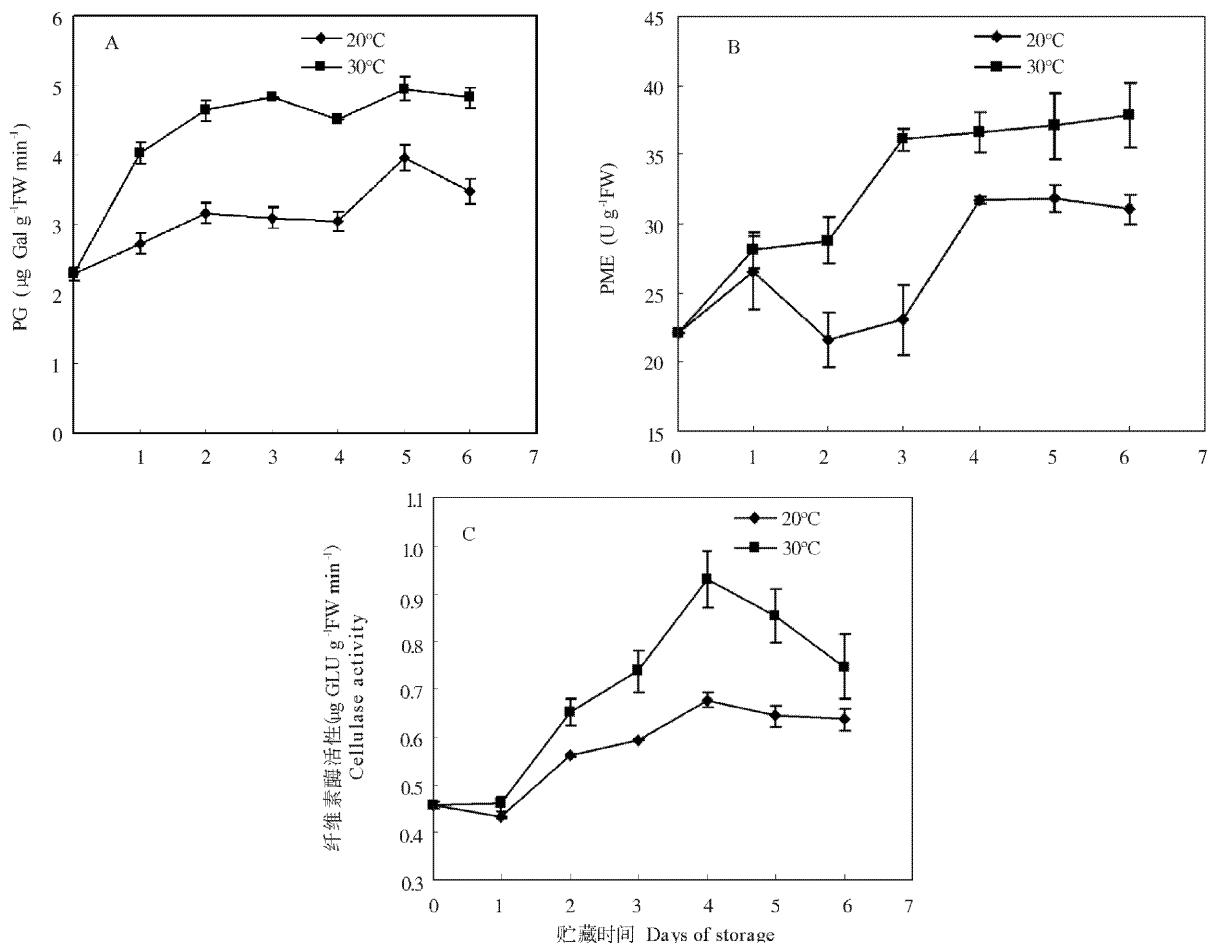 A
20°C
30°C
PG (μg Gal g⁻¹FW min⁻¹)
6
5
4
3
2
1
0
1 2 3 4 5 6 7
B
20°C
30°C
PME (U g⁻¹FW)
45
40
35
30
25
20
15
0 1 2 3 4 5 6 7
C
20°C
30°C
纤维素酶活性(μg GLU g⁻¹FW min⁻¹)
Cellulase activity
1.1
1.0
0.9
0.8
0.7
0.6
0.5
0.4
0.3
0 1 2 3 4 5 6 7
贮藏时间 Days of storage